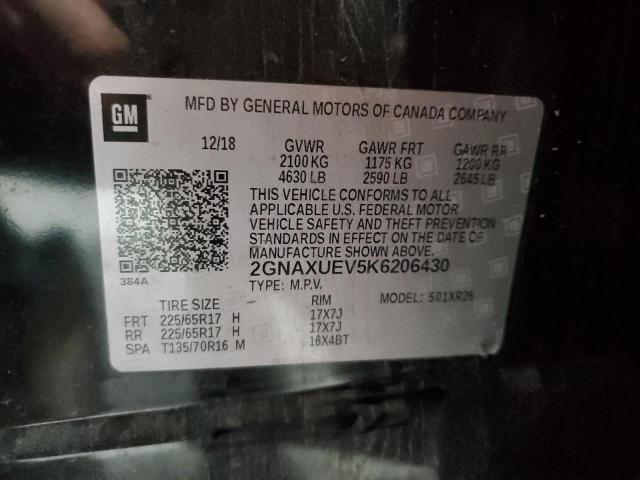 GM
MFD BY GENERAL MOTORS OF CANADA COMPANY
12/18 GVWR GAWR FRT GAWR RR
2100 KG 1175 KG 1200 KG
4630 LB 2590 LB 2645 LB
THIS VEHICLE CONFORMS TO ALL
APPLICABLE U.S. FEDERAL MOTOR
VEHICLE SAFETY AND THEFT PREVENTION
STANDARDS IN EFFECT ON THE DATE OF
MANUFACTURE SHOWN ABOVE.
384A 2GNAXUEV5K6206430
TYPE: M.P.V. MODEL: 501XR26
TIRE SIZE RIM
FRT 225/65R17 H 17X7J
RR 225/65R17 H 17X7J
SPA T135/70R16 M 16X4BT